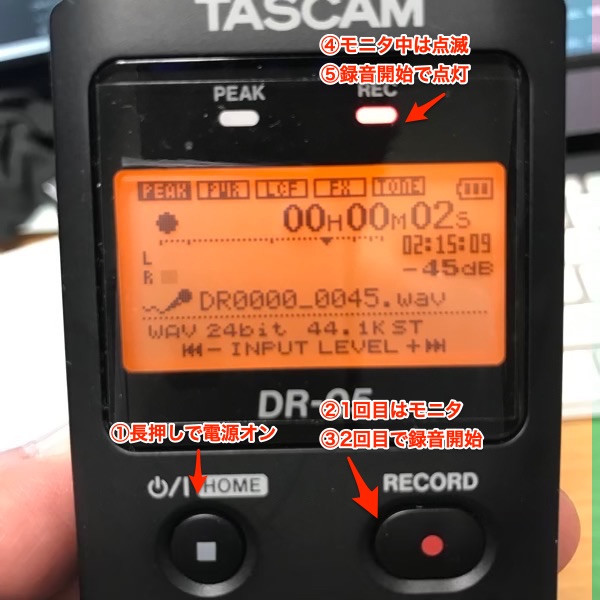 TASCAM
④モニタ中は点滅
⑤録音開始で点灯
PEAK
REC
PEAK PWR LCF FX TONE
00H00M02S
02:15:09
L
-45dB
R
DR0000_0045.wav
WAV 24bit 44.1K ST
⏮- INPUT LEVEL +⏭
DR-05
②1回目はモニタ
①長押しで電源オン
③2回目で録音開始
⏻/I HOME
RECORD